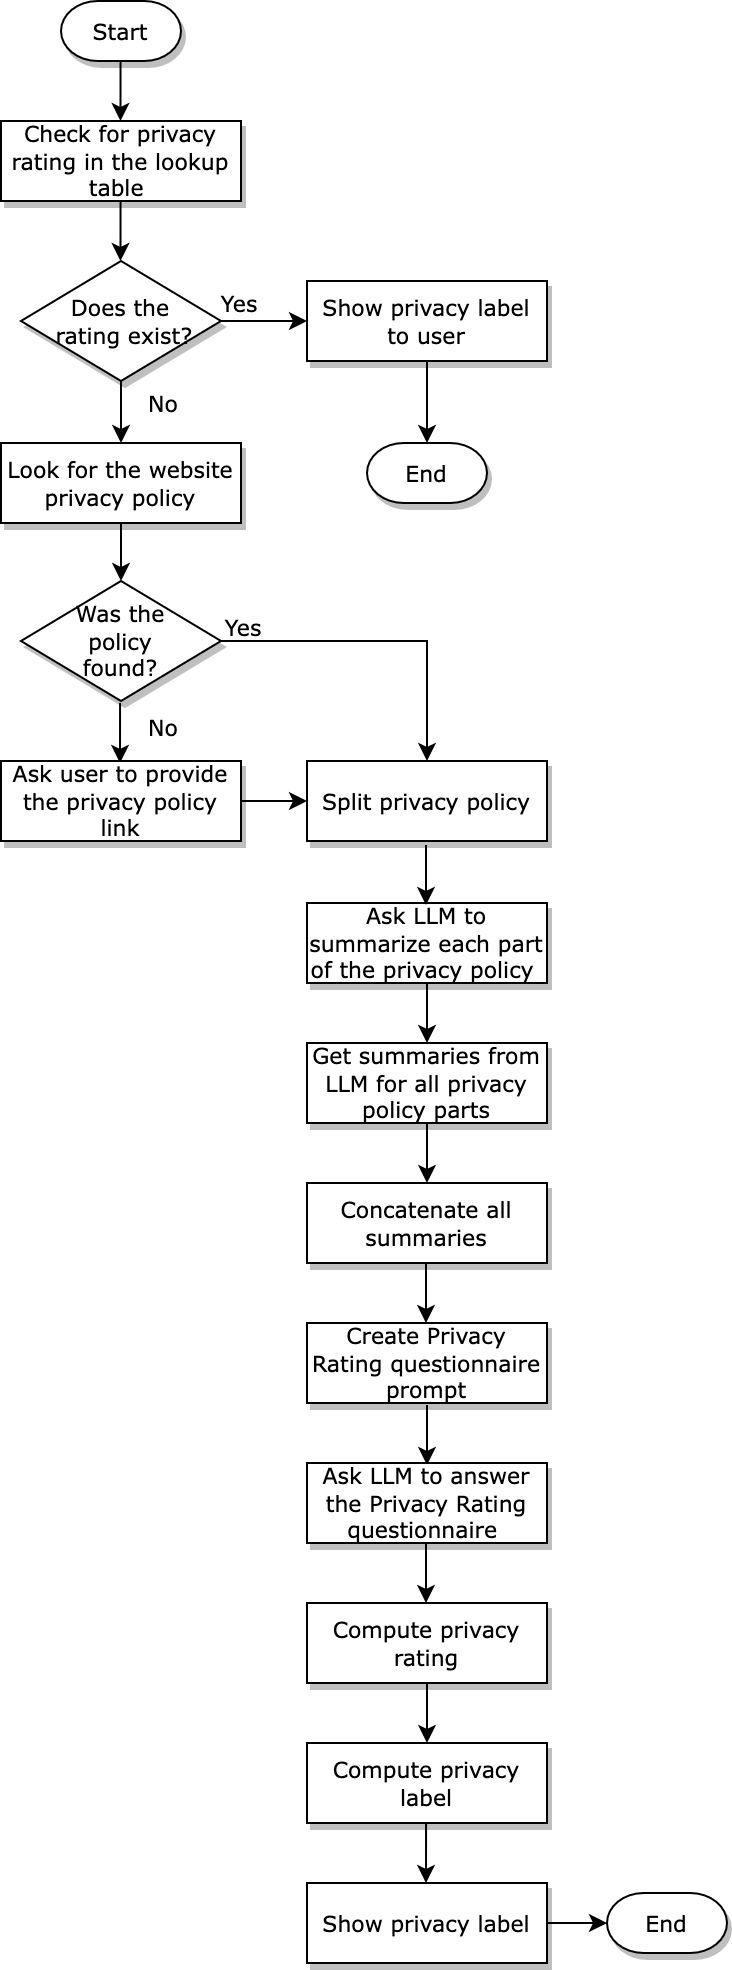 Start
Check for privacy
rating in the lookup
table
Does the
rating exist?
Yes
Show privacy label
to user
No
End
Look for the website
privacy policy
Was the
policy
found?
Yes
No
Ask user to provide
the privacy policy
link
Split privacy policy
Ask LLM to
summarize each part
of the privacy policy
Get summaries from
LLM for all privacy
policy parts
Concatenate all
summaries
Create Privacy
Rating questionnaire
prompt
Ask LLM to answer
the Privacy Rating
questionnaire
Compute privacy
rating
Compute privacy
label
Show privacy label
End